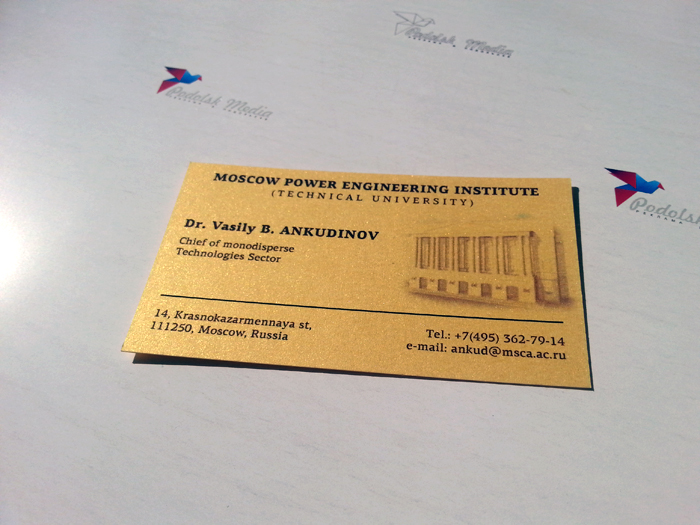 Podolsk Media
Podolsk Media
Podolsk
MOSCOW POWER ENGINEERING INSTITUTE
(TECHNICAL UNIVERSITY)
Dr. Vasily B. ANKUDINOV
Chief of monodisperse
Technologies Sector
14, Krasnokazarmennaya st,
111250, Moscow, Russia
Tel.: +7(495) 362-79-14
e-mail: ankud@msca.ac.ru